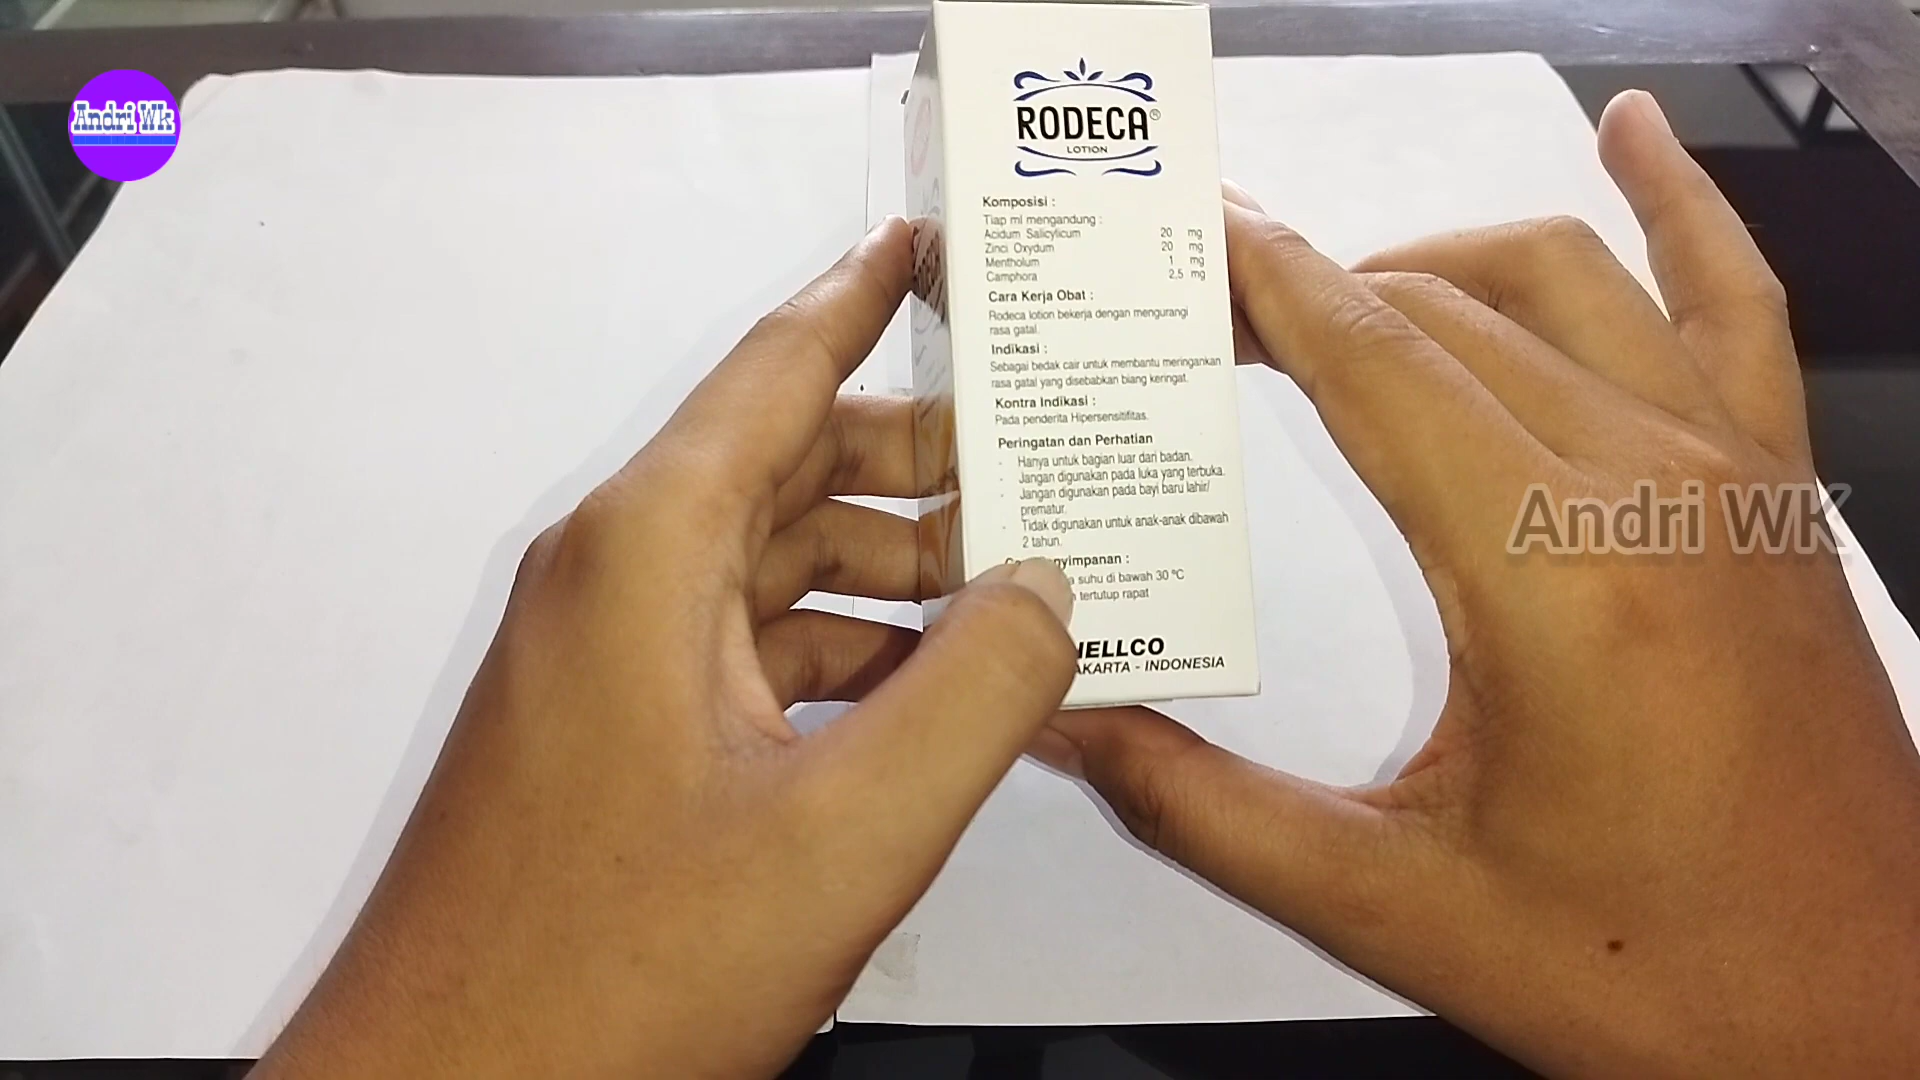 Andri Wk
RODECA®
LOTION
Komposisi :
Tiap ml mengandung :
Acidum Salicylicum 20 mg
Zinci Oxydum 20 mg
Mentholum 1 mg
Camphora 2,5 mg
Cara Kerja Obat :
Rodeca lotion bekerja dengan mengurangi
rasa gatal.
Indikasi :
Sebagai bedak cair untuk membantu meringankan
rasa gatal yang disebabkan biang keringat.
Kontra Indikasi :
Pada penderita Hipersensitifitas.
Peringatan dan Perhatian
- Hanya untuk bagian luar dari badan.
- Jangan digunakan pada luka yang terbuka.
- Jangan digunakan pada bayi baru lahir/
prematur.
- Tidak digunakan untuk anak-anak dibawah
2 tahun.
suhu di bawah 30 °C
tertutup rapat
- INDONESIA
Andri WK